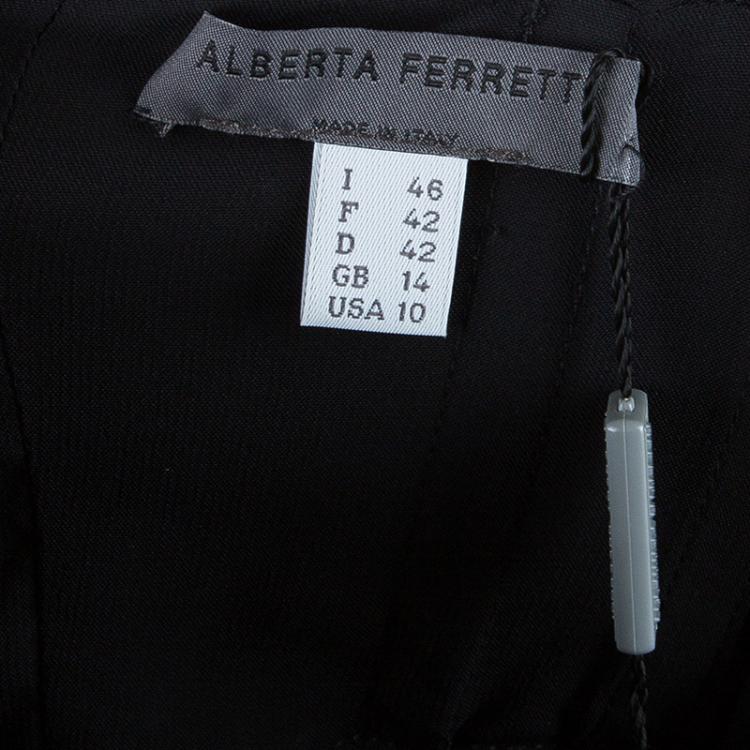 ALBERTA FERRETT
MADE IN ITALY
I 46
F 42
D 42
GB 14
USA 10